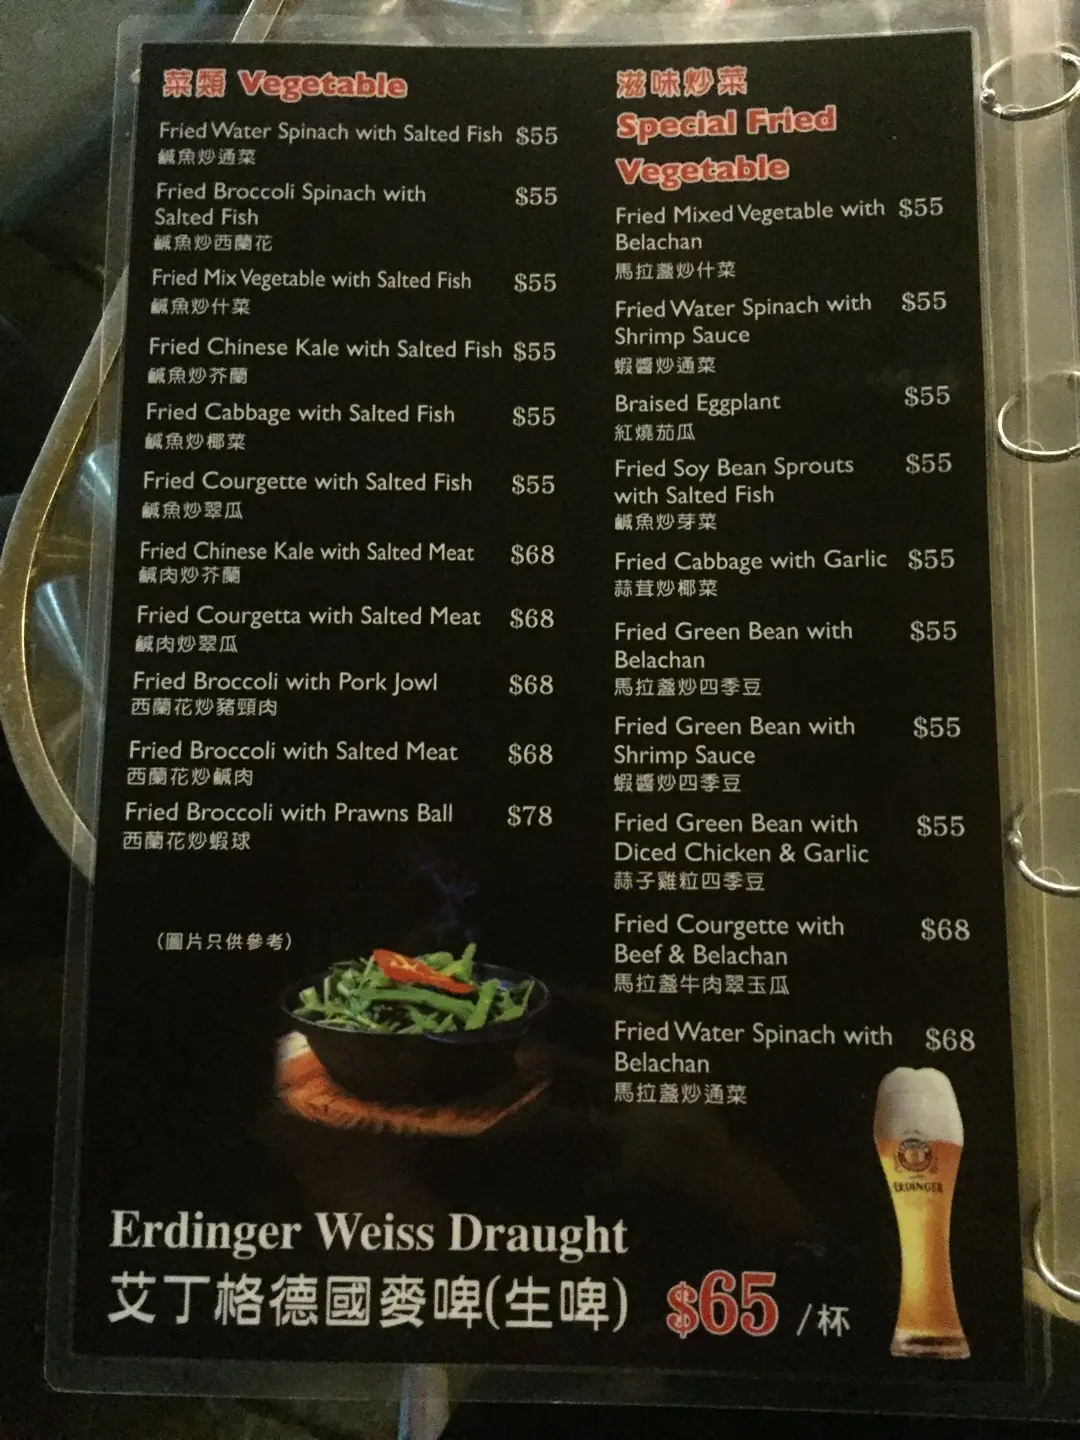 菜類 Vegetable
Fried Water Spinach with Salted Fish $55
鹹魚炒通菜
Fried Broccoli Spinach with $55
Salted Fish
鹹魚炒西蘭花
Fried Mix Vegetable with Salted Fish $55
鹹魚炒什菜
Fried Chinese Kale with Salted Fish $55
鹹魚炒芥蘭
Fried Cabbage with Salted Fish $55
鹹魚炒椰菜
Fried Courgette with Salted Fish $55
鹹魚炒翠瓜
Fried Chinese Kale with Salted Meat $68
鹹肉炒芥蘭
Fried Courgetta with Salted Meat $68
鹹肉炒翠瓜
Fried Broccoli with Pork Jowl $68
西蘭花炒豬頸肉
Fried Broccoli with Salted Meat $68
西蘭花炒鹹肉
Fried Broccoli with Prawns Ball $78
西蘭花炒蝦球
(圖片只供參考)
滋味炒菜
Special Fried
Vegetable
Fried Mixed Vegetable with $55
Belachan
馬拉盞炒什菜
Fried Water Spinach with $55
Shrimp Sauce
蝦醬炒通菜
Braised Eggplant $55
紅燒茄瓜
Fried Soy Bean Sprouts $55
with Salted Fish
鹹魚炒芽菜
Fried Cabbage with Garlic $55
蒜茸炒椰菜
Fried Green Bean with $55
Belachan
馬拉盞炒四季豆
Fried Green Bean with $55
Shrimp Sauce
蝦醬炒四季豆
Fried Green Bean with $55
Diced Chicken & Garlic
蒜子雞粒四季豆
Fried Courgette with $68
Beef & Belachan
馬拉盞牛肉翠玉瓜
Fried Water Spinach with $68
Belachan
馬拉盞炒通菜
ERDINGER
Erdinger Weiss Draught
艾丁格德國麥啤(生啤) $65 /杯